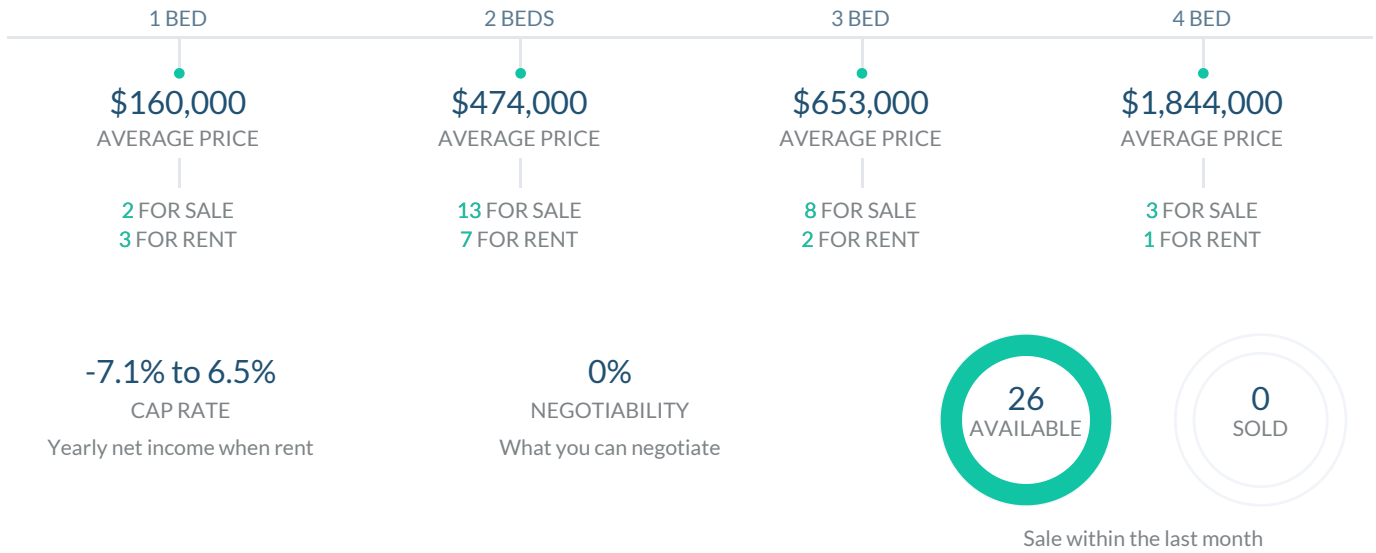 1 BED
2 BEDS
3 BED
4 BED
$160,000
AVERAGE PRICE
2 FOR SALE
3 FOR RENT
$474,000
AVERAGE PRICE
13 FOR SALE
7 FOR RENT
$653,000
AVERAGE PRICE
8 FOR SALE
2 FOR RENT
$1,844,000
AVERAGE PRICE
3 FOR SALE
1 FOR RENT
-7.1% to 6.5%
CAP RATE
Yearly net income when rent
0%
NEGOTIABILITY
What you can negotiate
26
AVAILABLE
0
SOLD
Sale within the last month